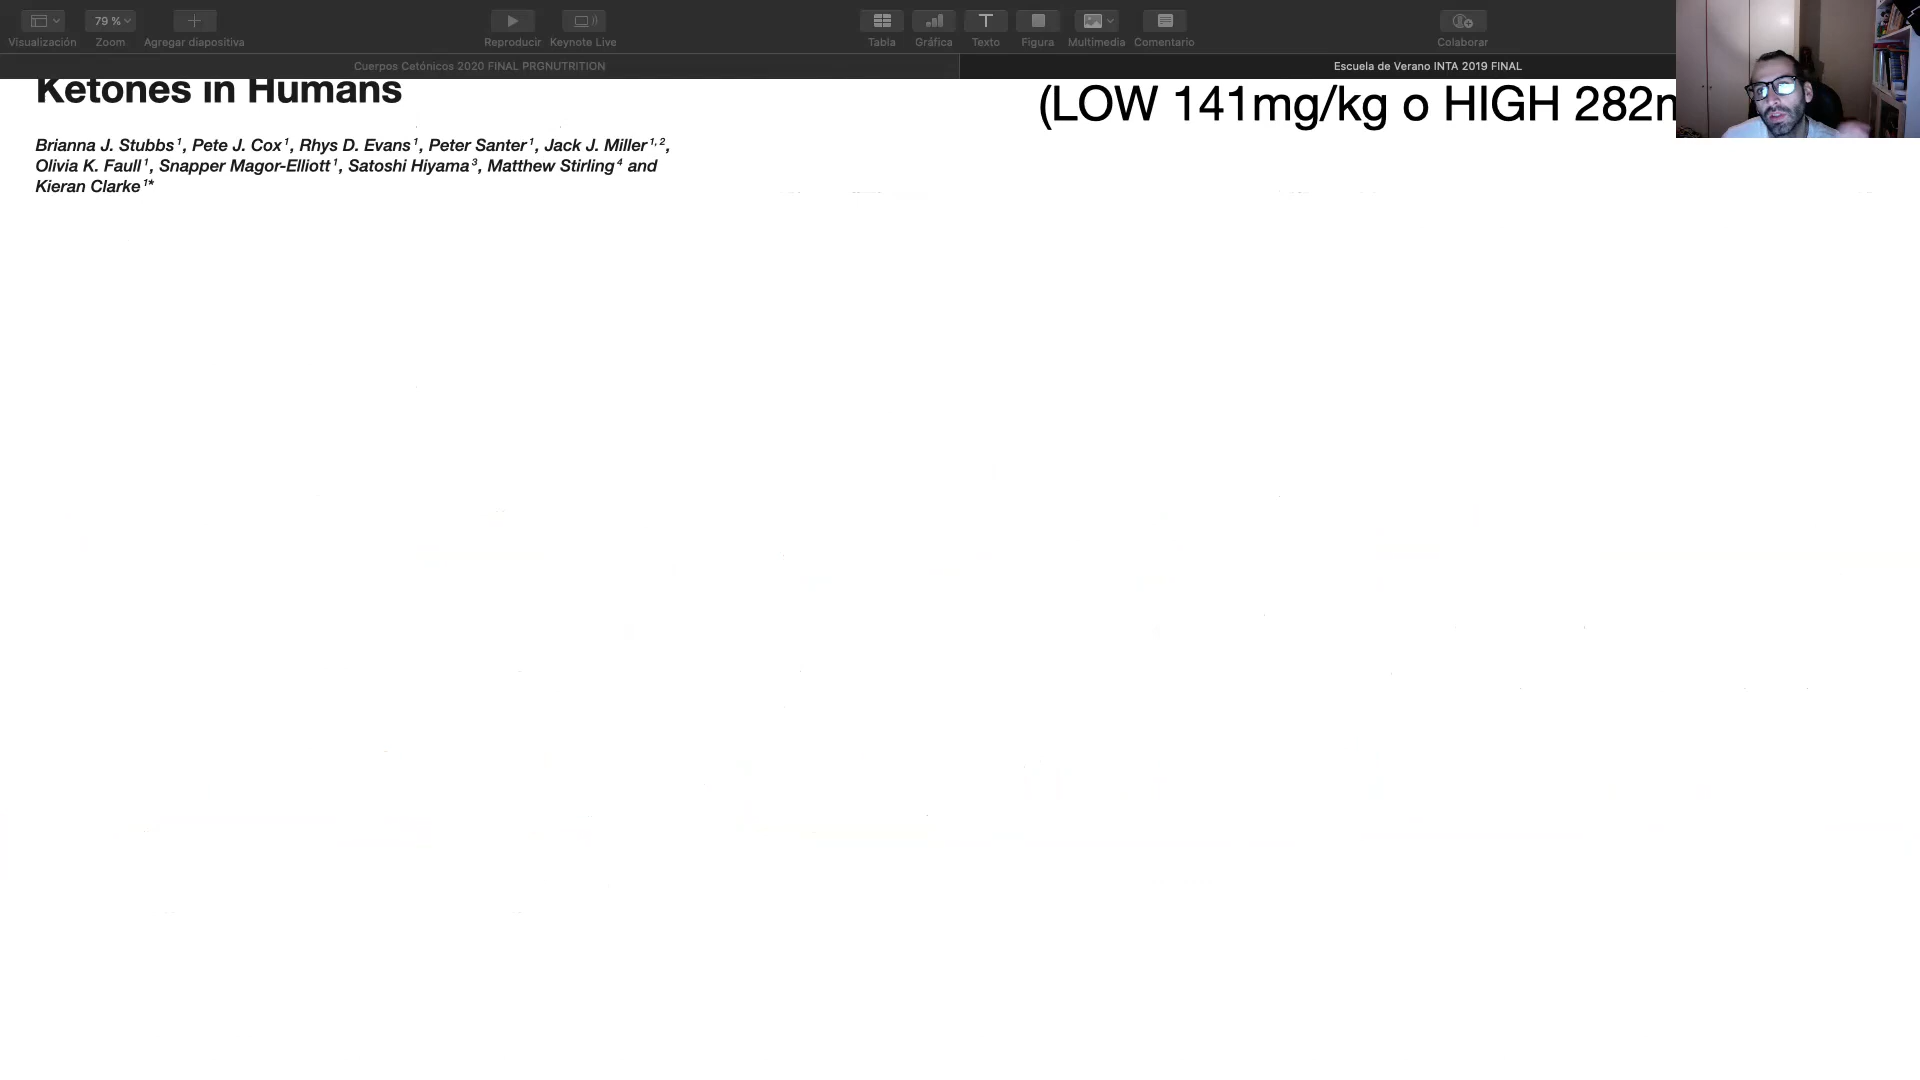 79 %
Visualización Zoom Agregar diapositiva Reproducir Keynote Live Tabla Gráfica Texto Figura Multimedia Comentario Colaborar
Cuerpos Cetónicos 2020 FINAL PRGNUTRITION
Escuela de Verano INTA 2019 FINAL
Ketones in Humans
Brianna J. Stubbs 1, Pete J. Cox 1, Rhys D. Evans 1, Peter Santer 1, Jack J. Miller 1, 2,
Olivia K. Faull 1, Snapper Magor-Elliott 1, Satoshi Hiyama 3, Matthew Stirling 4 and
Kieran Clarke 1*
(LOW 141mg/kg o HIGH 282